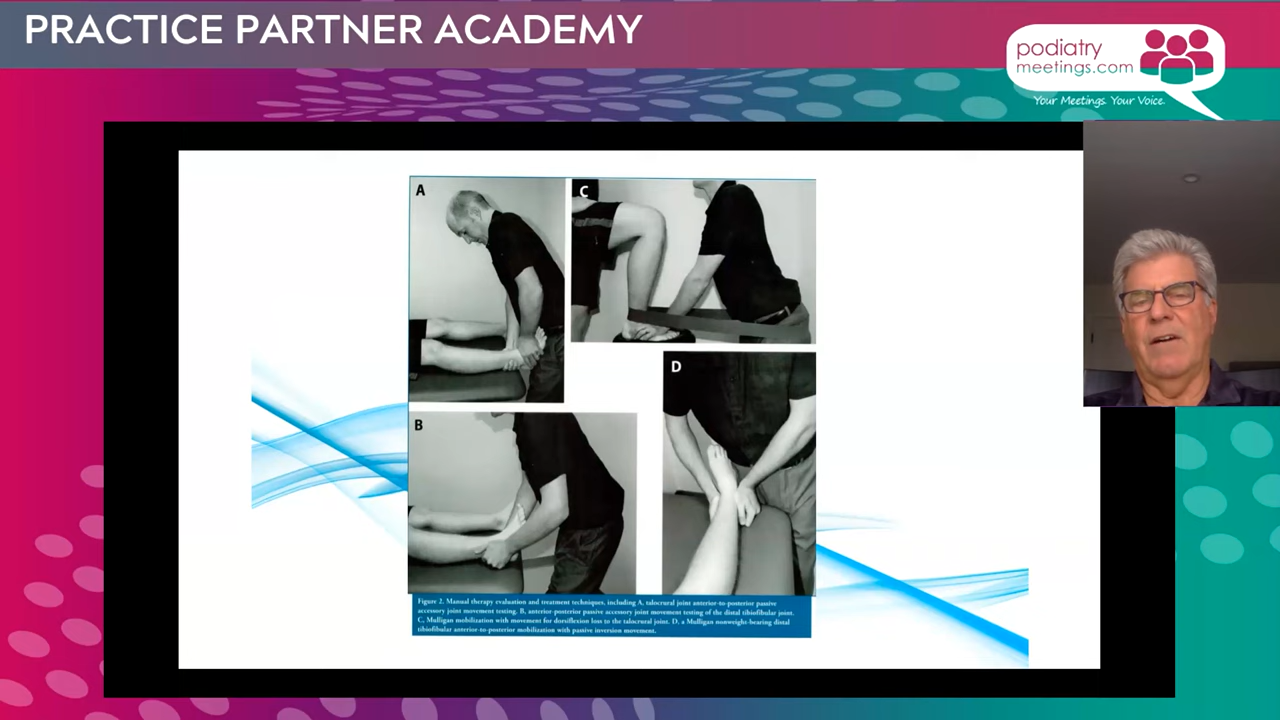 PRACTICE PARTNER ACADEMY
podiatry
meetings.com
Your Meetings. Your Voice.
A
C
D
B
Figure 2. Manual therapy evaluation and treatment techniques, including A, talocrural joint anterior-to-posterior passive
accessory joint movement testing. B, anterior-posterior passive accessory joint movement testing of the distal tibiofibular joint.
C, Mulligan mobilization with movement for dorsiflexion loss to the talocrural joint. D, a Mulligan nonweight-bearing distal
tibiofibular anterior-to-posterior mobilization with passive inversion movement.